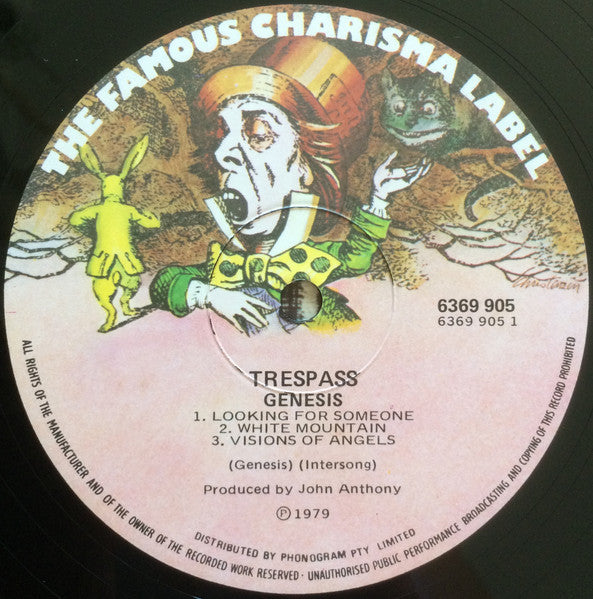 THE FAMOUS CHARISMA LABEL
6369 905
6369 905 1
TRESPASS
GENESIS
1. LOOKING FOR SOMEONE
2. WHITE MOUNTAIN
3. VISIONS OF ANGELS
(Genesis) (Intersong)
Produced by John Anthony
Ⓟ1979
DISTRIBUTED BY PHONOGRAM PTY LIMITED
ALL RIGHTS OF THE MANUFACTURER AND OF THE OWNER OF THE RECORDED WORK RESERVED · UNAUTHORISED PUBLIC PERFORMANCE BROADCASTING AND COPYING OF THIS RECORD PROHIBITED